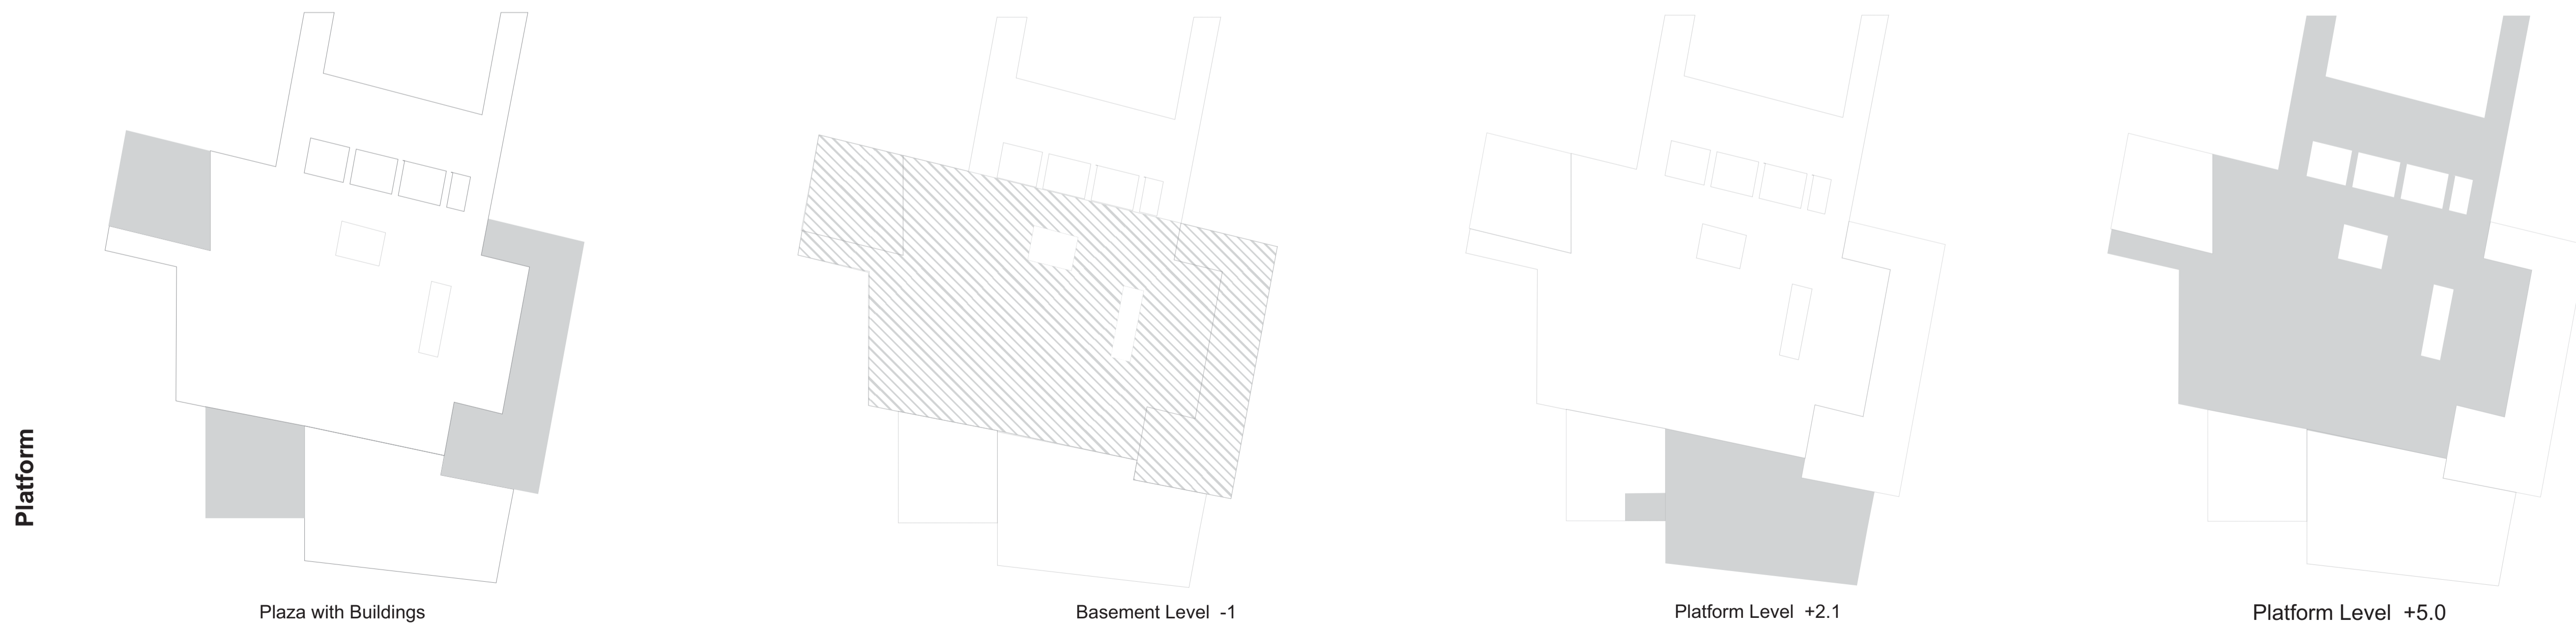 Platform
Plaza with Buildings
Basement Level -1
Platform Level +2.1
Platform Level +5.0